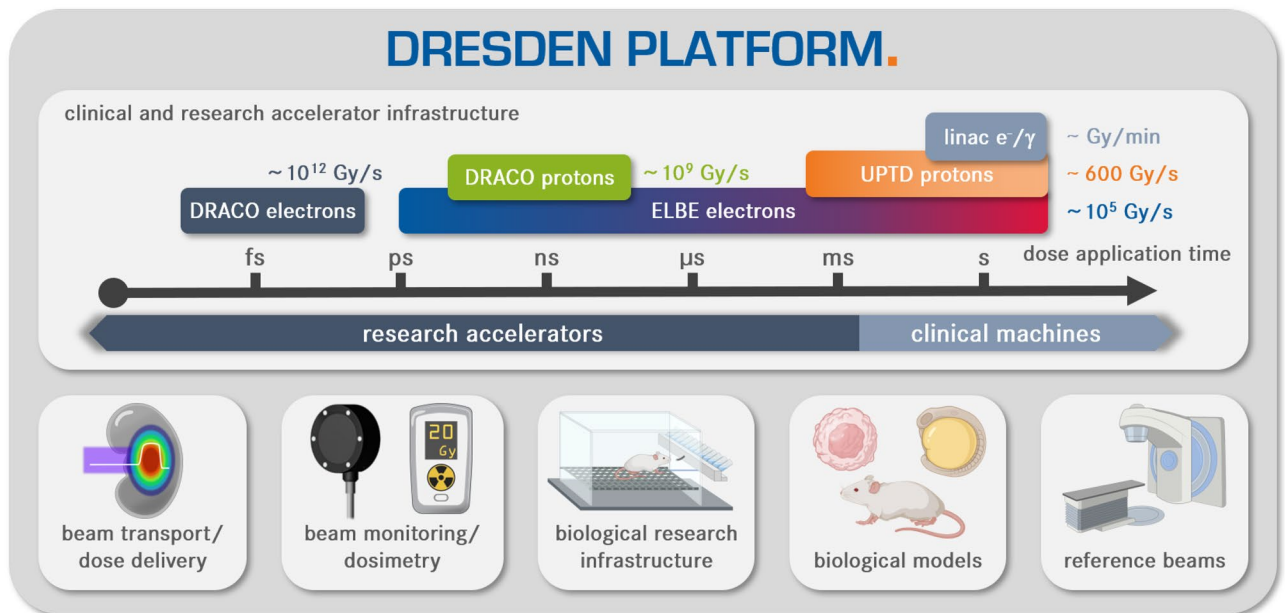 DRESDEN PLATFORM.
clinical and research accelerator infrastructure
linac e⁻/γ
~ Gy/min
~ 10¹² Gy/s
DRACO protons
~ 10⁹ Gy/s
UPTD protons
~ 600 Gy/s
DRACO electrons
ELBE electrons
~ 10⁵ Gy/s
fs
ps
ns
µs
ms
s
dose application time
research accelerators
clinical machines
20
Gy
beam transport/
dose delivery
beam monitoring/
dosimetry
biological research
infrastructure
biological models
reference beams